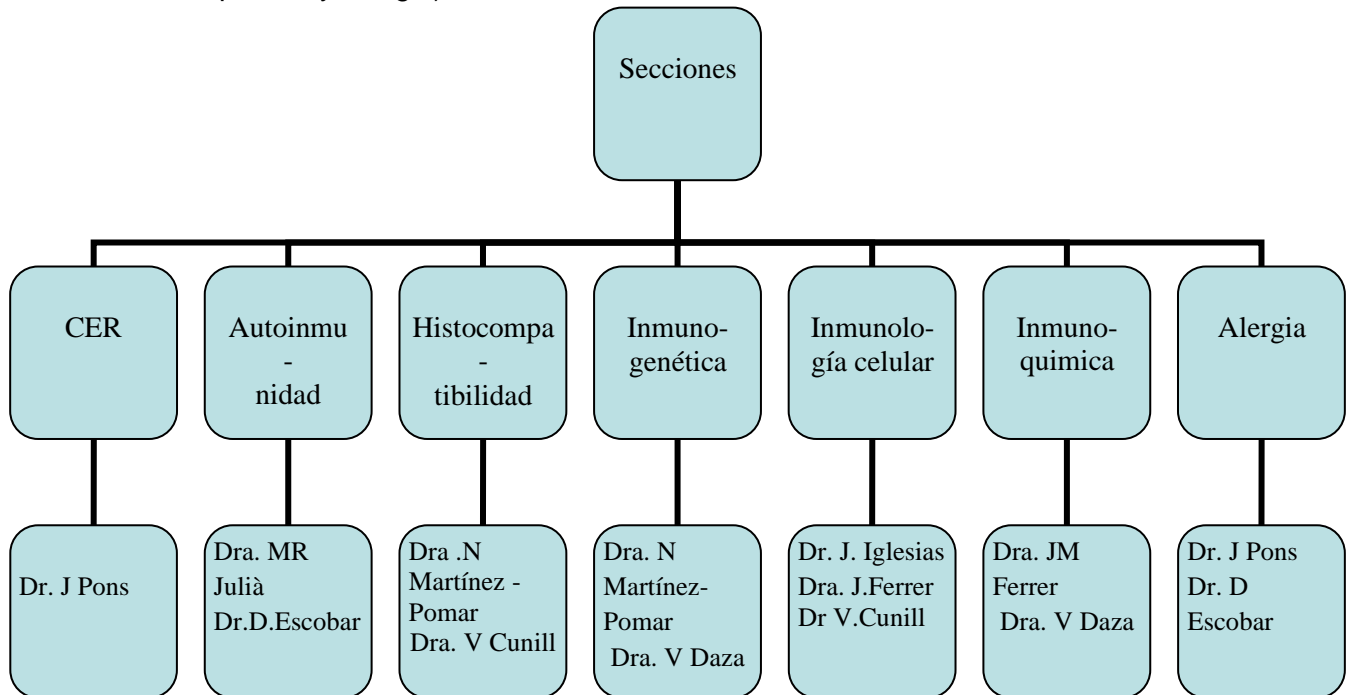 Secciones
CER
Autoinmu
-
nidad
Histocompa
-
tibilidad
Inmuno-
genética
Inmunolo-
gía celular
Inmuno-
quimica
Alergia
Dr. J Pons
Dra. MR
Julià
Dr.D.Escobar
Dra .N
Martínez -
Pomar
Dra. V Cunill
Dra. N
Martínez-
Pomar
Dra. V Daza
Dr. J. Iglesias
Dra. J.Ferrer
Dr V.Cunill
Dra. JM
Ferrer
Dra. V Daza
Dr. J Pons
Dr. D
Escobar